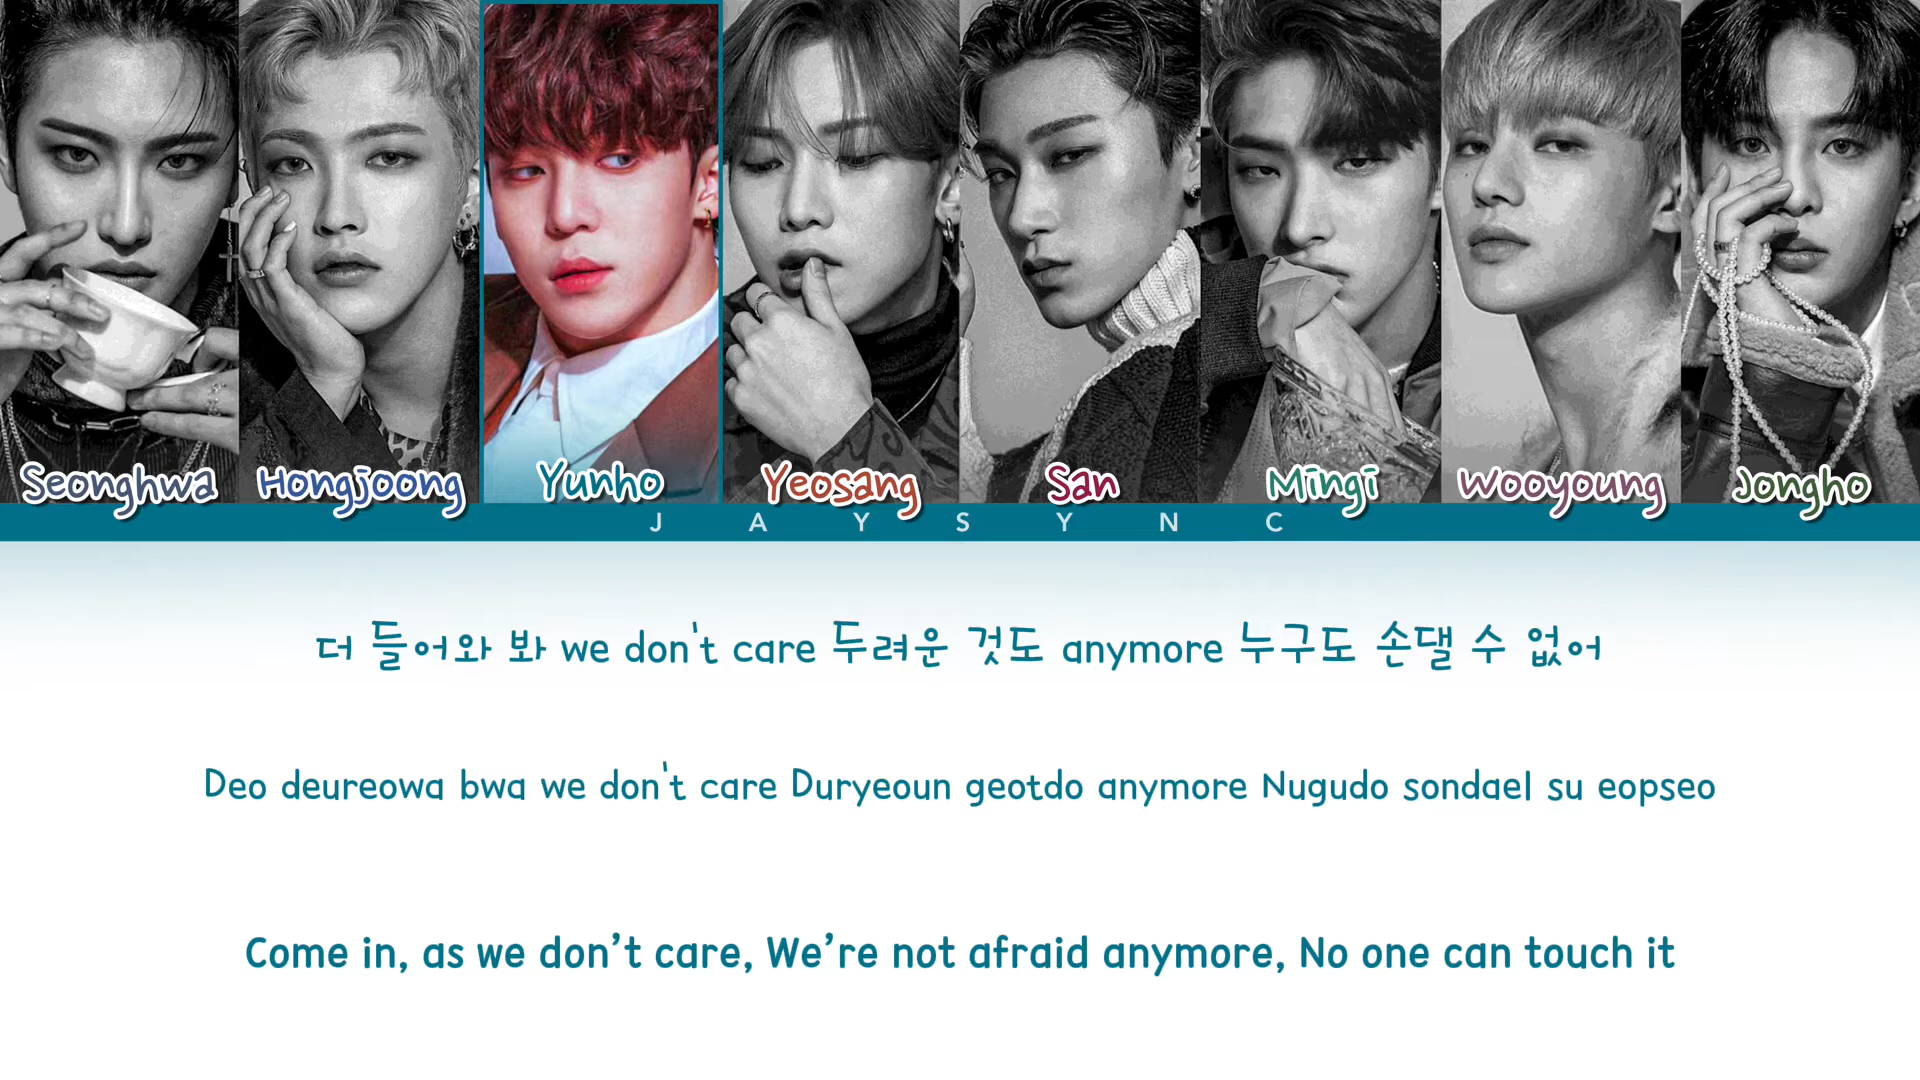 Seonghwa Hongjoong Yunho Yeosang San Mingi Wooyoung Jongho
JAYSYNC
더 들어와 봐 we don't care 두려운 것도 anymore 누구도 손댈 수 없어
Deo deureowa bwa we don't care Duryeoun geotdo anymore Nugudo sondael su eopseo
Come in, as we don’t care, We’re not afraid anymore, No one can touch it